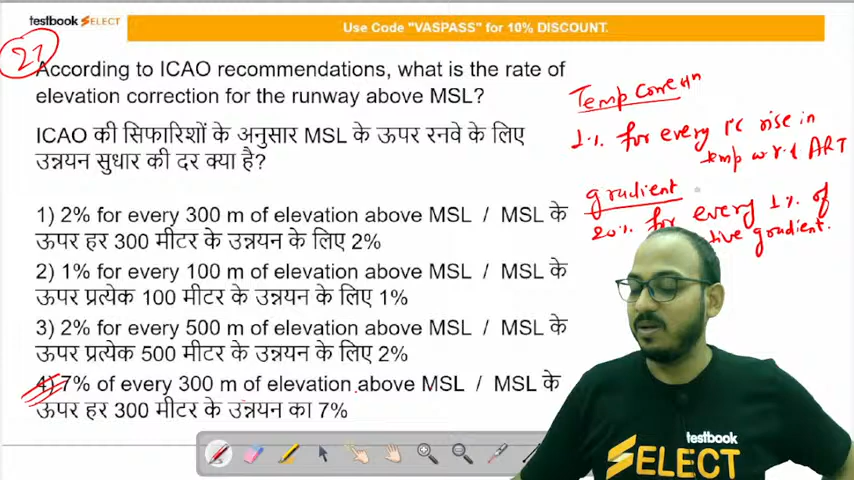 testbook SELECT
Use Code "VASPASS" for 10% DISCOUNT.
27
According to ICAO recommendations, what is the rate of
elevation correction for the runway above MSL?
ICAO की सिफारिशों के अनुसार MSL के ऊपर रनवे के लिए
उन्नयन सुधार की दर क्या है?
1) 2% for every 300 m of elevation above MSL / MSL के
ऊपर हर 300 मीटर के उन्नयन के लिए 2%
2) 1% for every 100 m of elevation above MSL / MSL के
ऊपर प्रत्येक 100 मीटर के उन्नयन के लिए 1%
3) 2% for every 500 m of elevation above MSL / MSL के
ऊपर प्रत्येक 500 मीटर के उन्नयन के लिए 2%
4) 7% of every 300 m of elevation above MSL / MSL के
ऊपर हर 300 मीटर के उन्नयन का 7%
Temp
1% for every 1°C rise in
temp w.r.t ART
gradient
20% for every 1% of
tive gradient.
testbook
SELECT